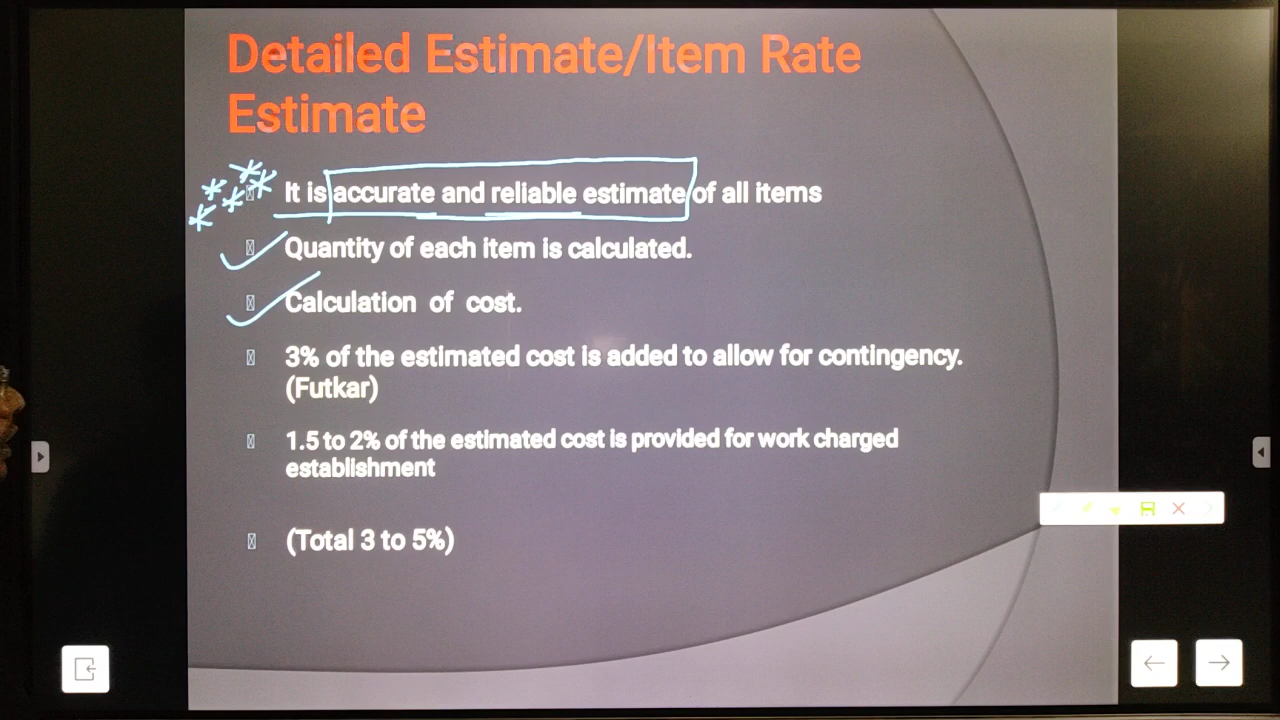 Detailed Estimate/Item Rate
Estimate
It is accurate and reliable estimate of all items
Quantity of each item is calculated.
Calculation of cost.
3% of the estimated cost is added to allow for contingency.
(Futkar)
1.5 to 2% of the estimated cost is provided for work charged
establishment
(Total 3 to 5%)